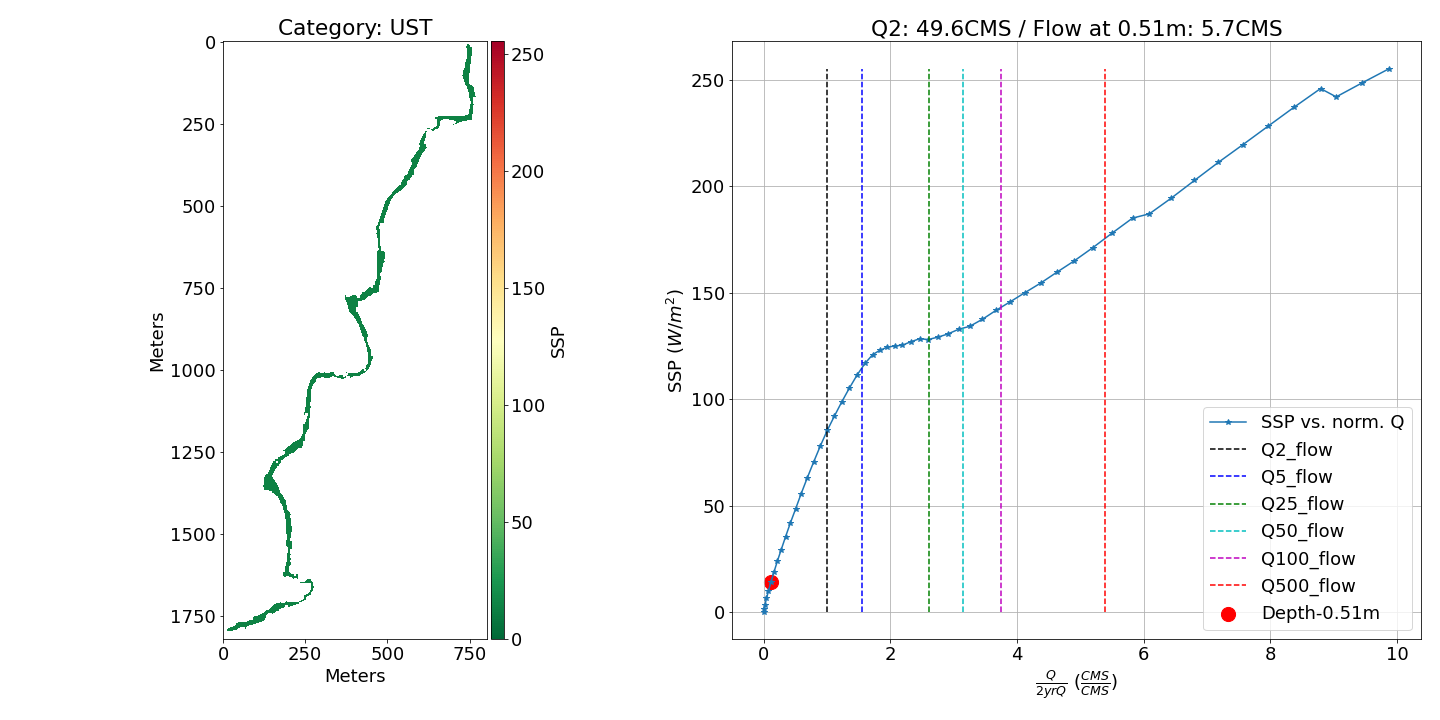 Category: UST
0
250
500
750
1000
1250
1500
1750
Meters
0
250
500
750
Meters
250
200
150
100
50
0
SSP
Q2: 49.6CMS / Flow at 0.51m: 5.7CMS
250
200
150
100
50
0
SSP (W/m²)
0
2
4
6
8
10
Q/2yrQ (CMS/CMS)
SSP vs. norm. Q
Q2_flow
Q5_flow
Q25_flow
Q50_flow
Q100_flow
Q500_flow
Depth-0.51m